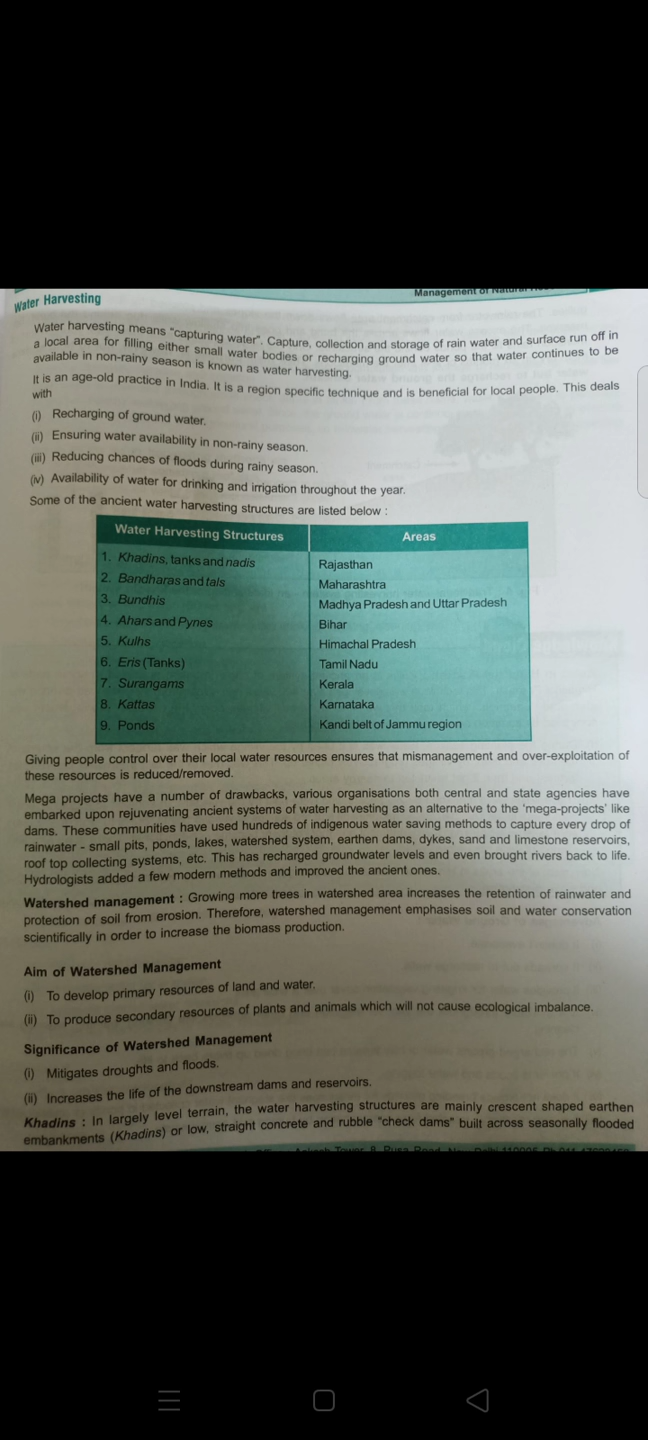 Management of Natural
Water Harvesting
Water harvesting means "capturing water". Capture, collection and storage of rain water and surface run off in
a local area for filling either small water bodies or recharging ground water so that water continues to be
available in non-rainy season is known as water harvesting.
It is an age-old practice in India. It is a region specific technique and is beneficial for local people. This deals
with
(i) Recharging of ground water.
(ii) Ensuring water availability in non-rainy season.
(iii) Reducing chances of floods during rainy season.
(iv) Availability of water for drinking and irrigation throughout the year.
Some of the ancient water harvesting structures are listed below :
Water Harvesting Structures Areas
1. Khadins, tanks and nadis Rajasthan
2. Bandharas and tals Maharashtra
3. Bundhis Madhya Pradesh and Uttar Pradesh
4. Ahars and Pynes Bihar
5. Kulhs Himachal Pradesh
6. Eris (Tanks) Tamil Nadu
7. Surangams Kerala
8. Kattas Karnataka
9. Ponds Kandi belt of Jammu region
Giving people control over their local water resources ensures that mismanagement and over-exploitation of
these resources is reduced/removed.
Mega projects have a number of drawbacks, various organisations both central and state agencies have
embarked upon rejuvenating ancient systems of water harvesting as an alternative to the 'mega-projects' like
dams. These communities have used hundreds of indigenous water saving methods to capture every drop of
rainwater - small pits, ponds, lakes, watershed system, earthen dams, dykes, sand and limestone reservoirs,
roof top collecting systems, etc. This has recharged groundwater levels and even brought rivers back to life.
Hydrologists added a few modern methods and improved the ancient ones.
Watershed management : Growing more trees in watershed area increases the retention of rainwater and
protection of soil from erosion. Therefore, watershed management emphasises soil and water conservation
scientifically in order to increase the biomass production.
Aim of Watershed Management
(i) To develop primary resources of land and water.
(ii) To produce secondary resources of plants and animals which will not cause ecological imbalance.
Significance of Watershed Management
(i) Mitigates droughts and floods.
(ii) Increases the life of the downstream dams and reservoirs.
Khadins : In largely level terrain, the water harvesting structures are mainly crescent shaped earthen
embankments (Khadins) or low, straight concrete and rubble "check dams" built across seasonally flooded